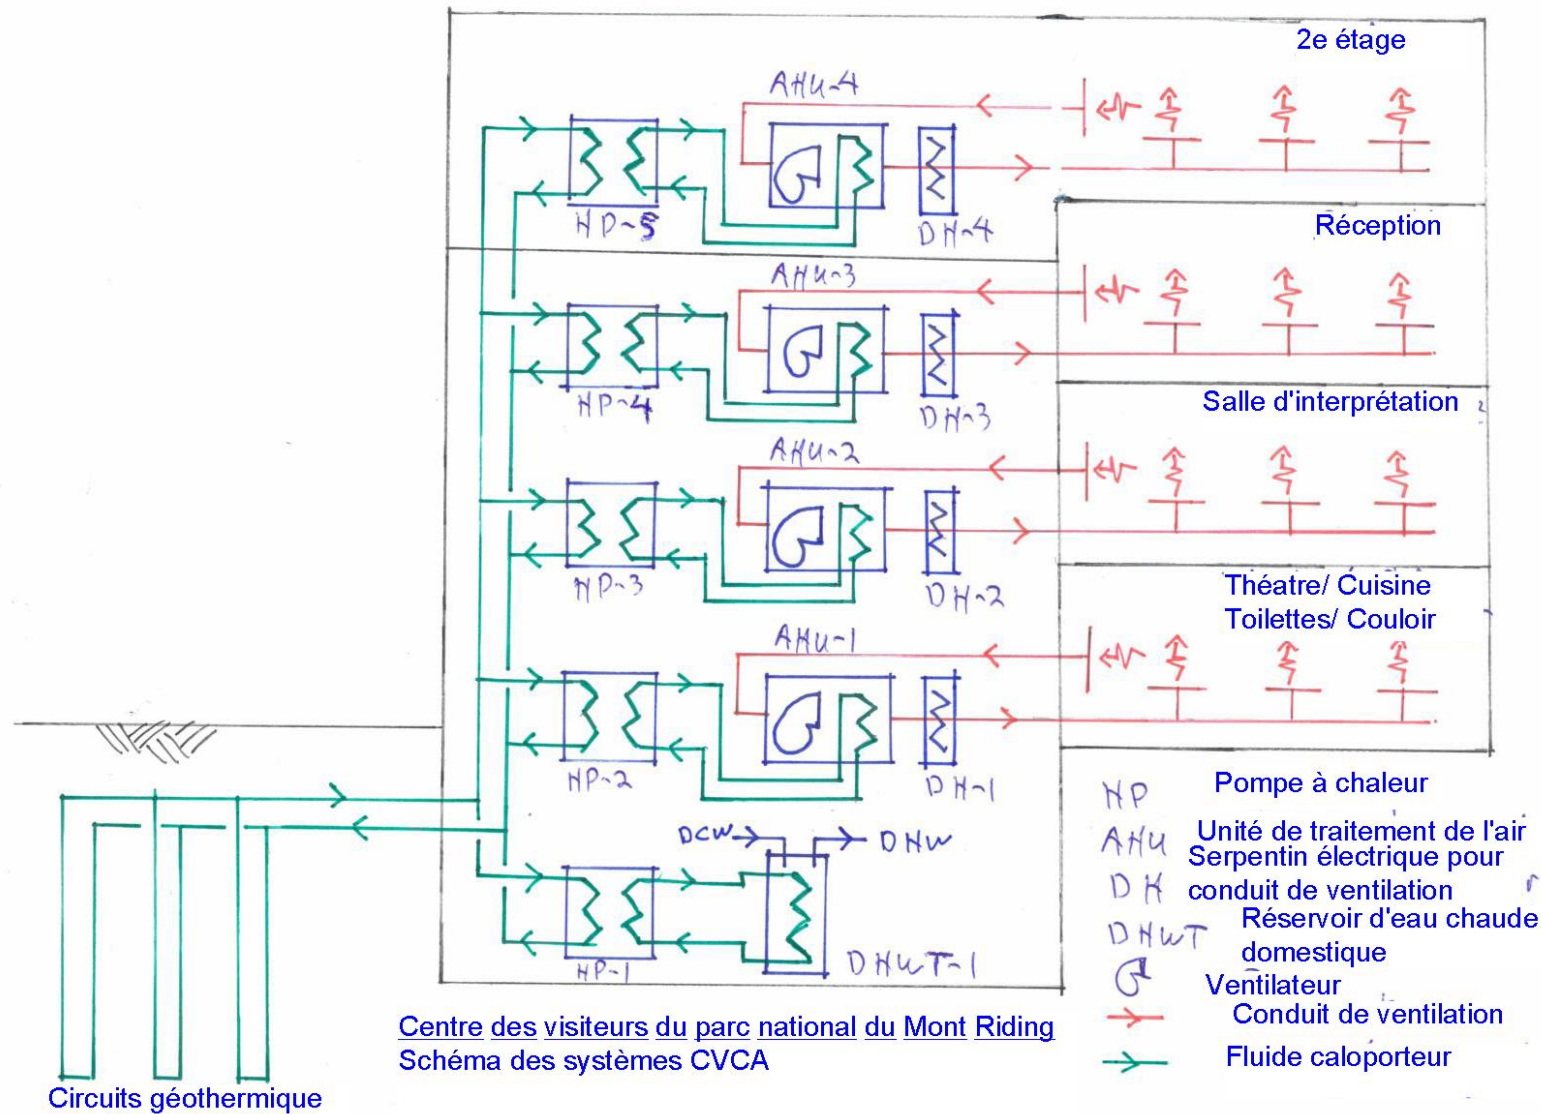 2e étage
AHU-4
HP-5
DH-4
Réception
AHU-3
HP-4
DH-3
Salle d'interprétation
AHU-2
HP-3
DH-2
Théatre/ Cuisine
Toilettes/ Couloir
AHU-1
HP-2
DH-1
DCW
DHW
HP-1
DHWT-1
HP Pompe à chaleur
AHU Unité de traitement de l'air
DH Serpentin électrique pour
conduit de ventilation
DHWT Réservoir d'eau chaude
domestique
Ventilateur
Conduit de ventilation
Fluide caloporteur
Centre des visiteurs du parc national du Mont Riding
Schéma des systèmes CVCA
Circuits géothermique